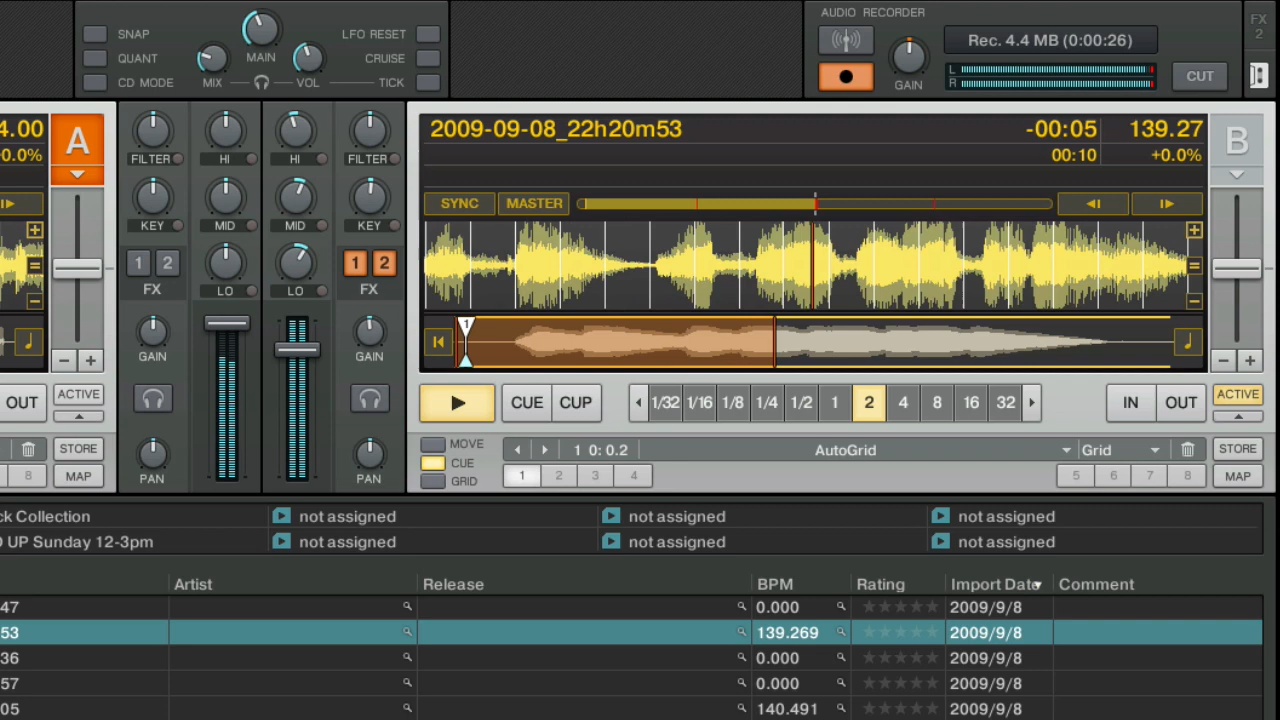 AUDIO RECORDER
FX
2
SNAP
LFO RESET
QUANT
MAIN
CRUISE
CD MODE
MIX
VOL
TICK
Rec. 4.4 MB (0:00:26)
L
R
GAIN
CUT
4.00
0.0%
A
FILTER
HI
HI
FILTER
KEY
MID
MID
KEY
1 2
FX
LO
LO
1 2
FX
GAIN
GAIN
PAN
PAN
2009-09-08_22h20m53
-00:05
139.27
00:10
+0.0%
B
SYNC
MASTER
1
OUT
ACTIVE
CUE
CUP
1/32 1/16 1/8 1/4 1/2 1 2 4 8 16 32
IN
OUT
ACTIVE
STORE
8
MAP
MOVE
CUE
GRID
1 0: 0.2
AutoGrid
Grid
STORE
1 2 3 4
5 6 7 8
MAP
ck Collection
not assigned
not assigned
not assigned
UP Sunday 12-3pm
not assigned
not assigned
not assigned
Artist
Release
BPM
Rating
Import Date
Comment
47
0.000
2009/9/8
53
139.269
2009/9/8
36
0.000
2009/9/8
57
0.000
2009/9/8
05
140.491
2009/9/8